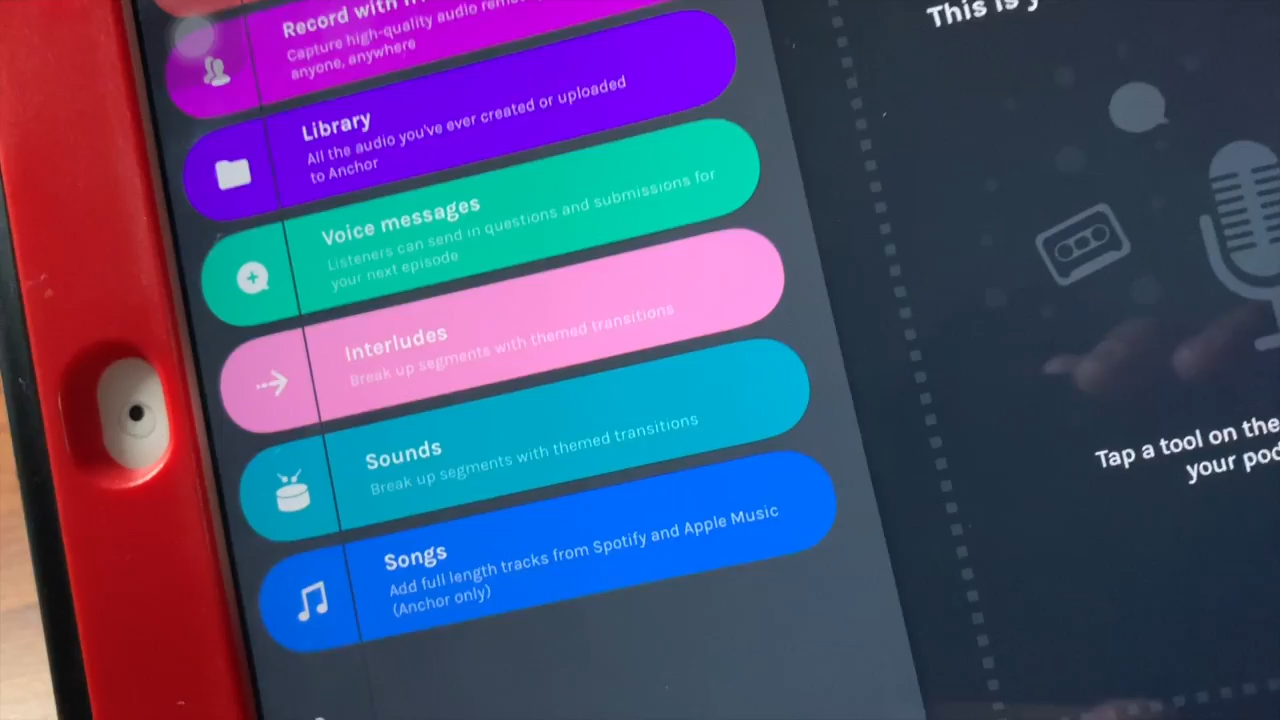 Record with
Capture high-quality audio
anyone, anywhere
Library
All the audio you've ever created or uploaded
to Anchor
Voice messages
Listeners can send in questions and submissions for
your next episode
Interludes
Break up segments with themed transitions
Sounds
Break up segments with themed transitions
Songs
Add full length tracks from Spotify and Apple Music
(Anchor only)
This is
Tap a tool on the
your